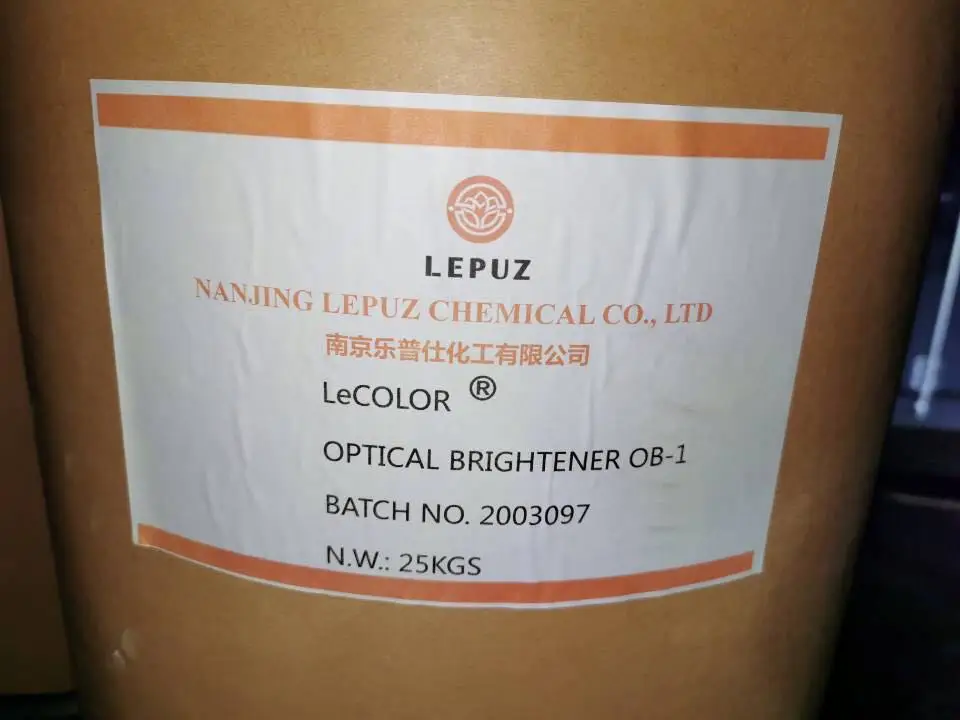 LEPUZ
NANJING LEPUZ CHEMICAL CO., LTD
南京乐普仕化工有限公司
LeCOLOR ®
OPTICAL BRIGHTENER OB-1
BATCH NO. 2003097
N.W.: 25KGS